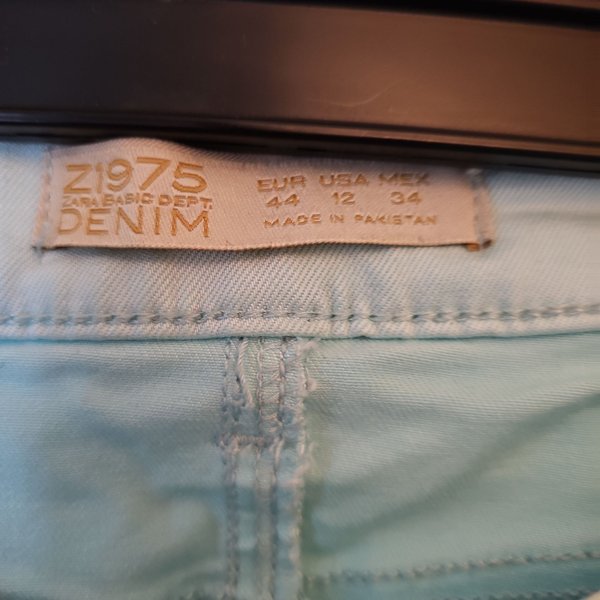 Z1975
ZARA BASIC DEPT.
DENIM
EUR USA MEX
44 12 34
MADE IN PAKISTAN